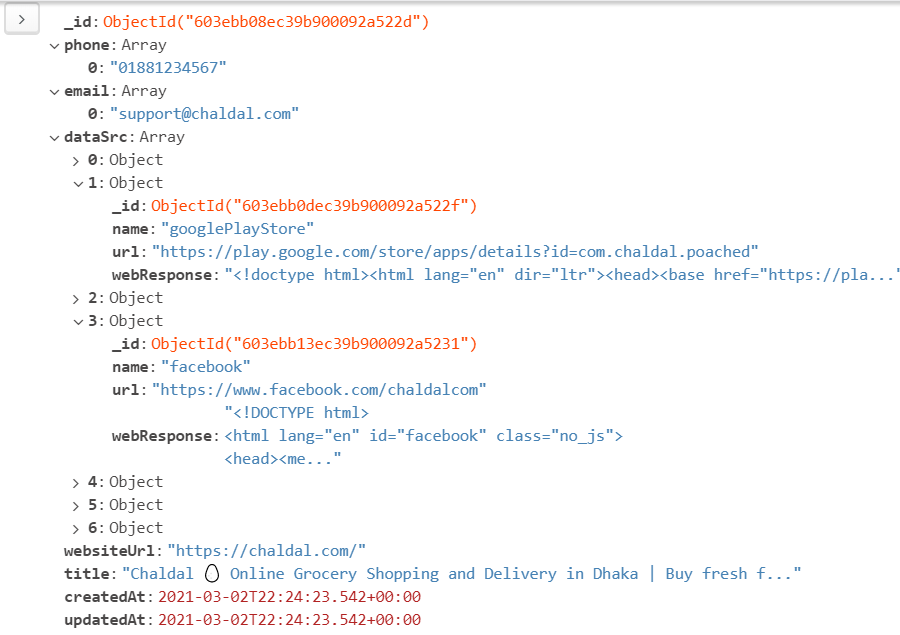 _id: ObjectId("603ebb08ec39b900092a522d")
phone: Array
0: "01881234567"
email: Array
0: "support@chaldal.com"
dataSrc: Array
0: Object
1: Object
_id: ObjectId("603ebb0dec39b900092a522f")
name: "googlePlayStore"
url: "https://play.google.com/store/apps/details?id=com.chaldal.poached"
webResponse: "<!doctype html><html lang="en" dir="ltr"><head><base href="https://pla..."
2: Object
3: Object
_id: ObjectId("603ebb13ec39b900092a5231")
name: "facebook"
url: "https://www.facebook.com/chaldalcom"
"<!DOCTYPE html>
webResponse: <html lang="en" id="facebook" class="no_js">
<head><me..."
4: Object
5: Object
6: Object
websiteUrl: "https://chaldal.com/"
title: "Chaldal 🥚 Online Grocery Shopping and Delivery in Dhaka | Buy fresh f..."
createdAt: 2021-03-02T22:24:23.542+00:00
updatedAt: 2021-03-02T22:24:23.542+00:00